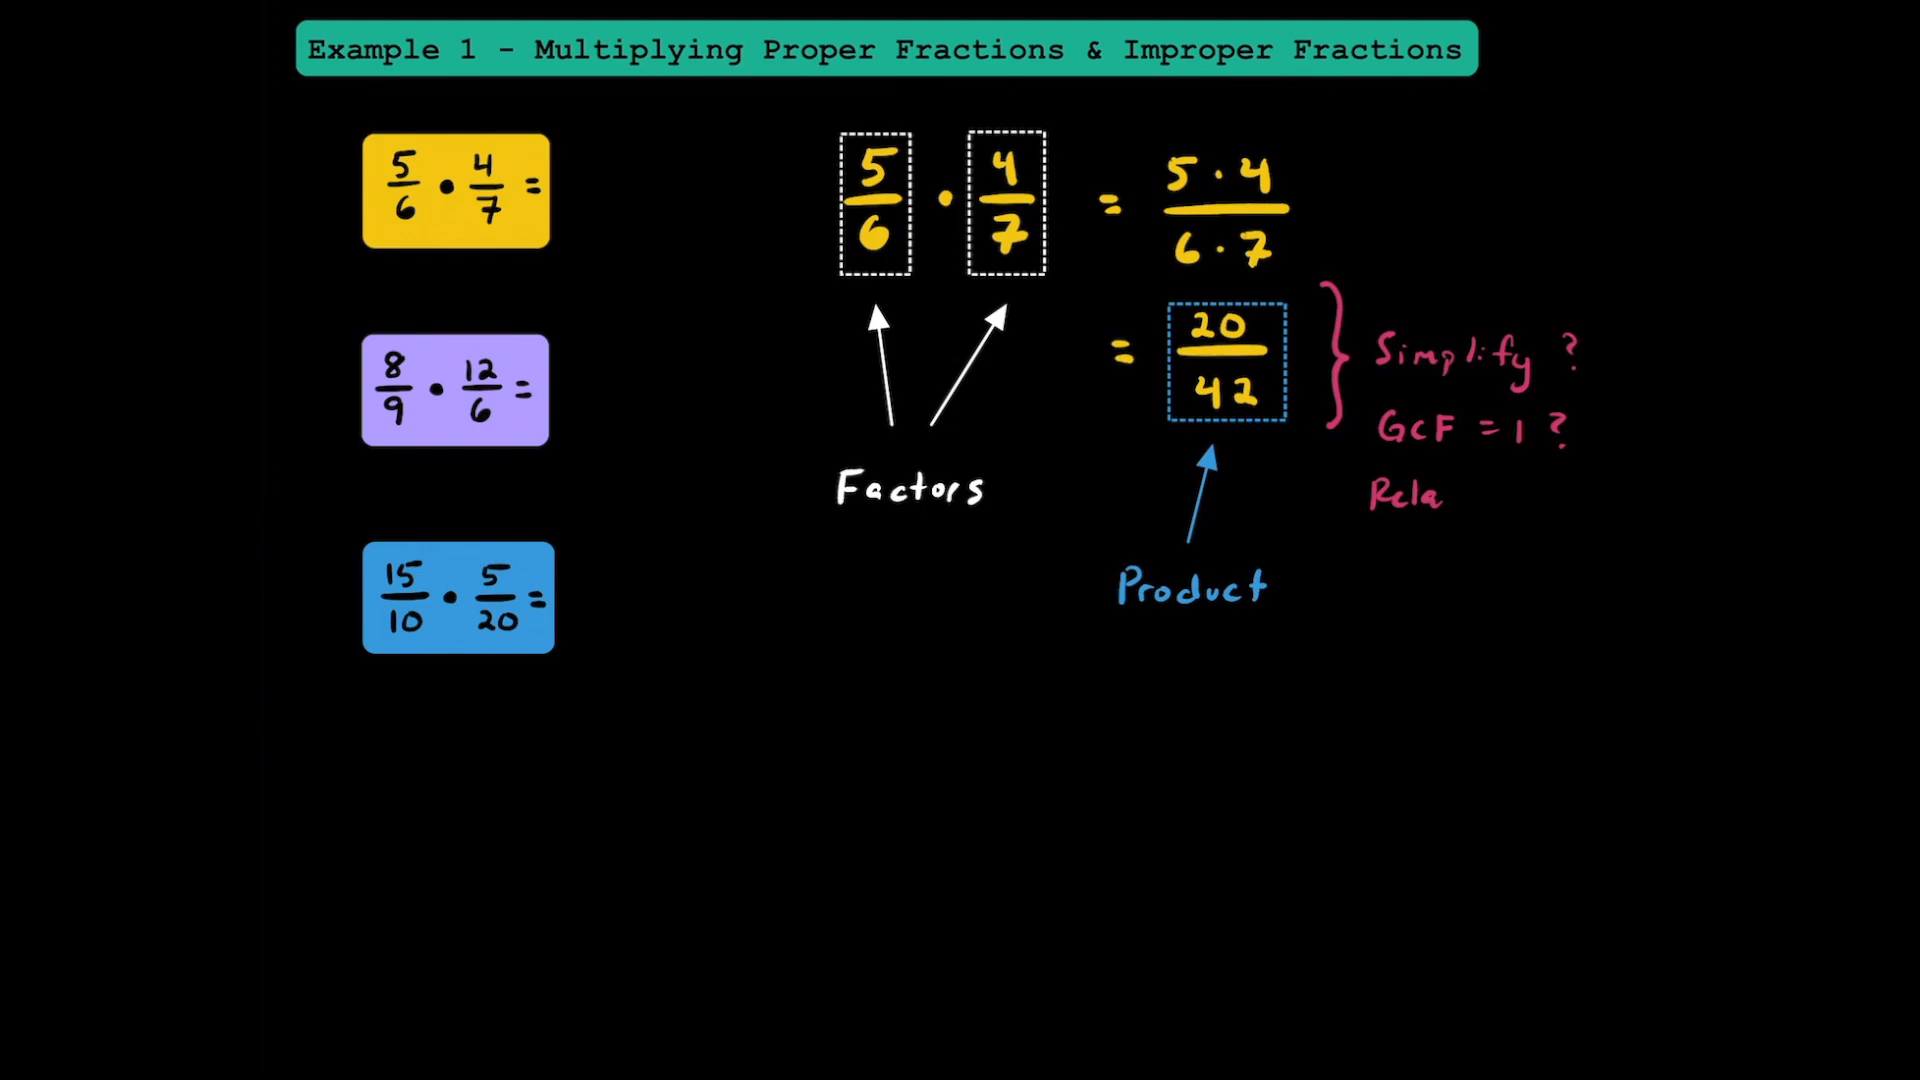 Example 1 - Multiplying Proper Fractions & Improper Fractions
5/6 • 4/7 =
8/9 • 12/6 =
15/10 • 5/20 =
5/6 • 4/7 = 5 · 4 / 6 · 7
= 20/42
Factors
Product
Simplify ?
GCF = 1 ?
Rela